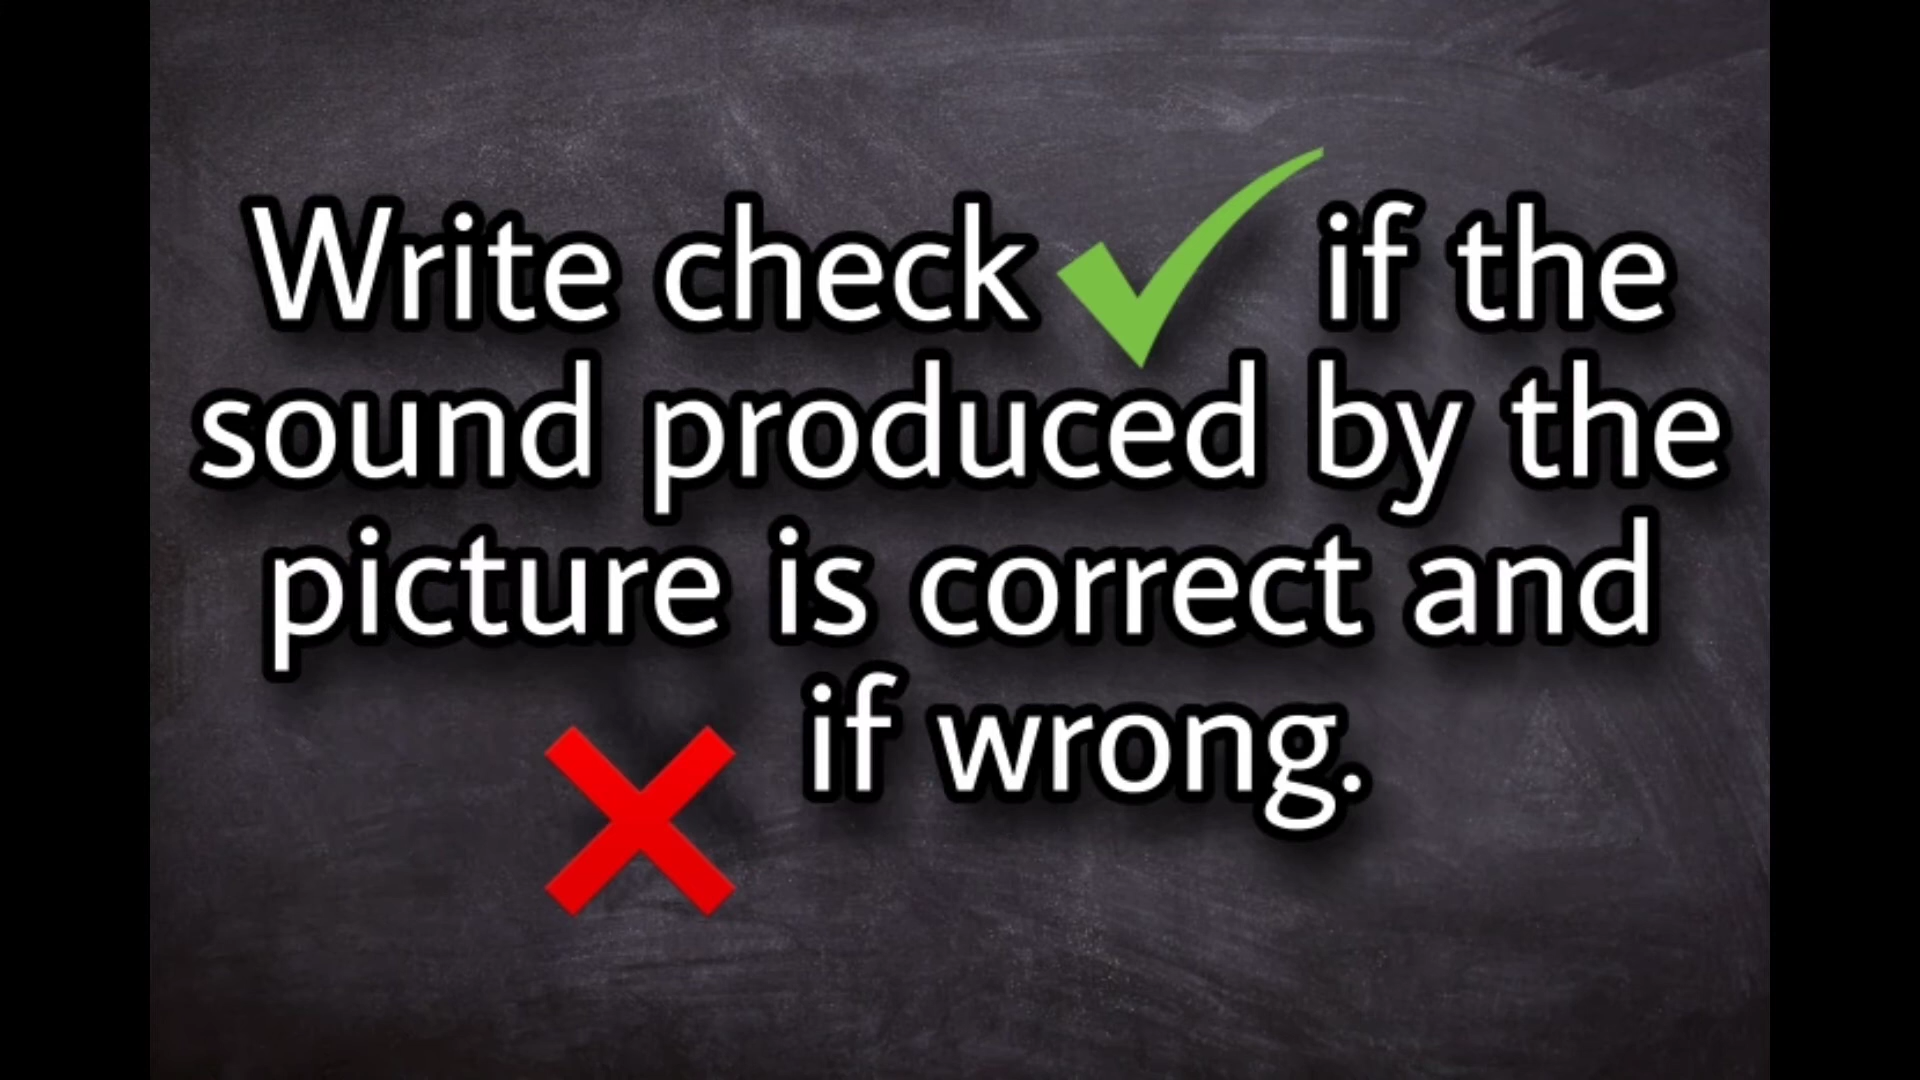 Write check ✓ if the
sound produced by the
picture is correct and
❌ if wrong.